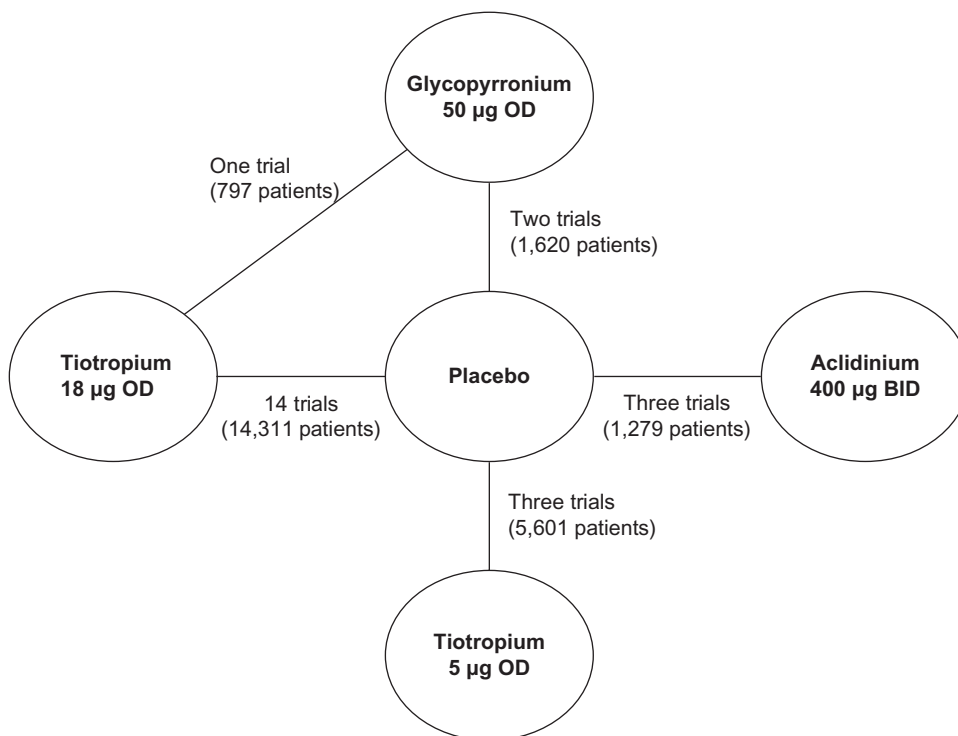 Glycopyrronium
50 µg OD
One trial
(797 patients)
Two trials
(1,620 patients)
Tiotropium
18 µg OD
Placebo
Aclidinium
400 µg BID
14 trials
(14,311 patients)
Three trials
(1,279 patients)
Three trials
(5,601 patients)
Tiotropium
5 µg OD